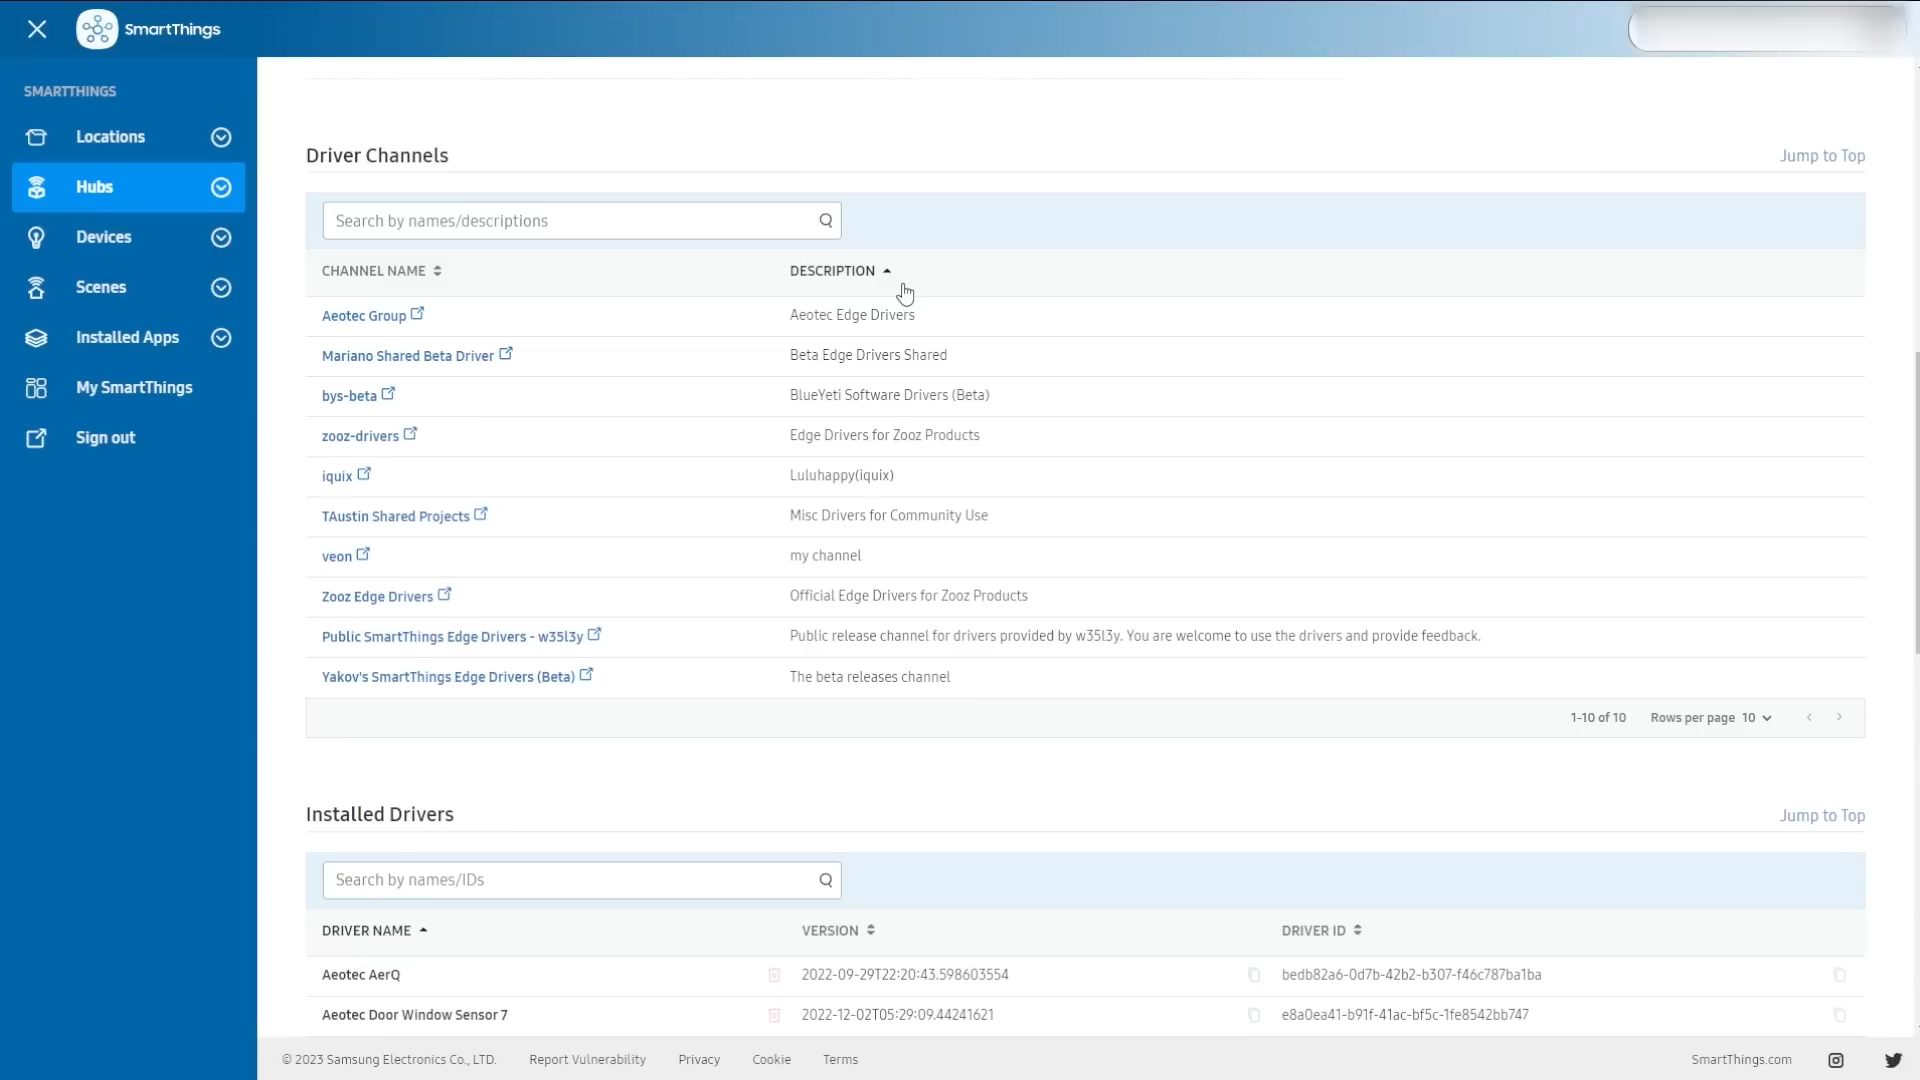 SmartThings
SMARTTHINGS
Locations
Hubs
Devices
Scenes
Installed Apps
My SmartThings
Sign out
Driver Channels
Jump to Top
Search by names/descriptions
CHANNEL NAME DESCRIPTION
Aeotec Group Aeotec Edge Drivers
Mariano Shared Beta Driver Beta Edge Drivers Shared
bys-beta BlueYeti Software Drivers (Beta)
zooz-drivers Edge Drivers for Zooz Products
iquix Luluhappy(iquix)
TAustin Shared Projects Misc Drivers for Community Use
veon my channel
Zooz Edge Drivers Official Edge Drivers for Zooz Products
Public SmartThings Edge Drivers - w35l3y Public release channel for drivers provided by w35l3y. You are welcome to use the drivers and provide feedback.
Yakov's SmartThings Edge Drivers (Beta) The beta releases channel
1-10 of 10 Rows per page 10
Installed Drivers
Jump to Top
Search by names/IDs
DRIVER NAME VERSION DRIVER ID
Aeotec AerQ 2022-09-29T22:20:43.598603554 bedb82a6-0d7b-42b2-b307-f46c787ba1ba
Aeotec Door Window Sensor 7 2022-12-02T05:29:09.44241621 e8a0ea41-b91f-41ac-bf5c-1fe8542bb747
© 2023 Samsung Electronics Co., LTD. Report Vulnerability Privacy Cookie Terms SmartThings.com